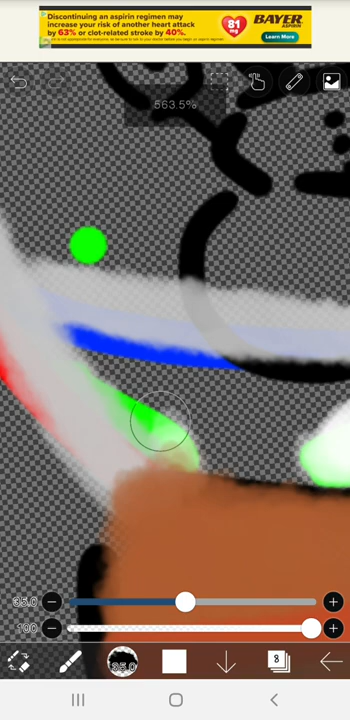 Discontinuing an aspirin regimen may
increase your risk of another heart attack
by 63% or clot-related stroke by 40%.
81
mg
BAYER
ASPIRIN
Learn More
563.5%
35.0
100
35.0
8